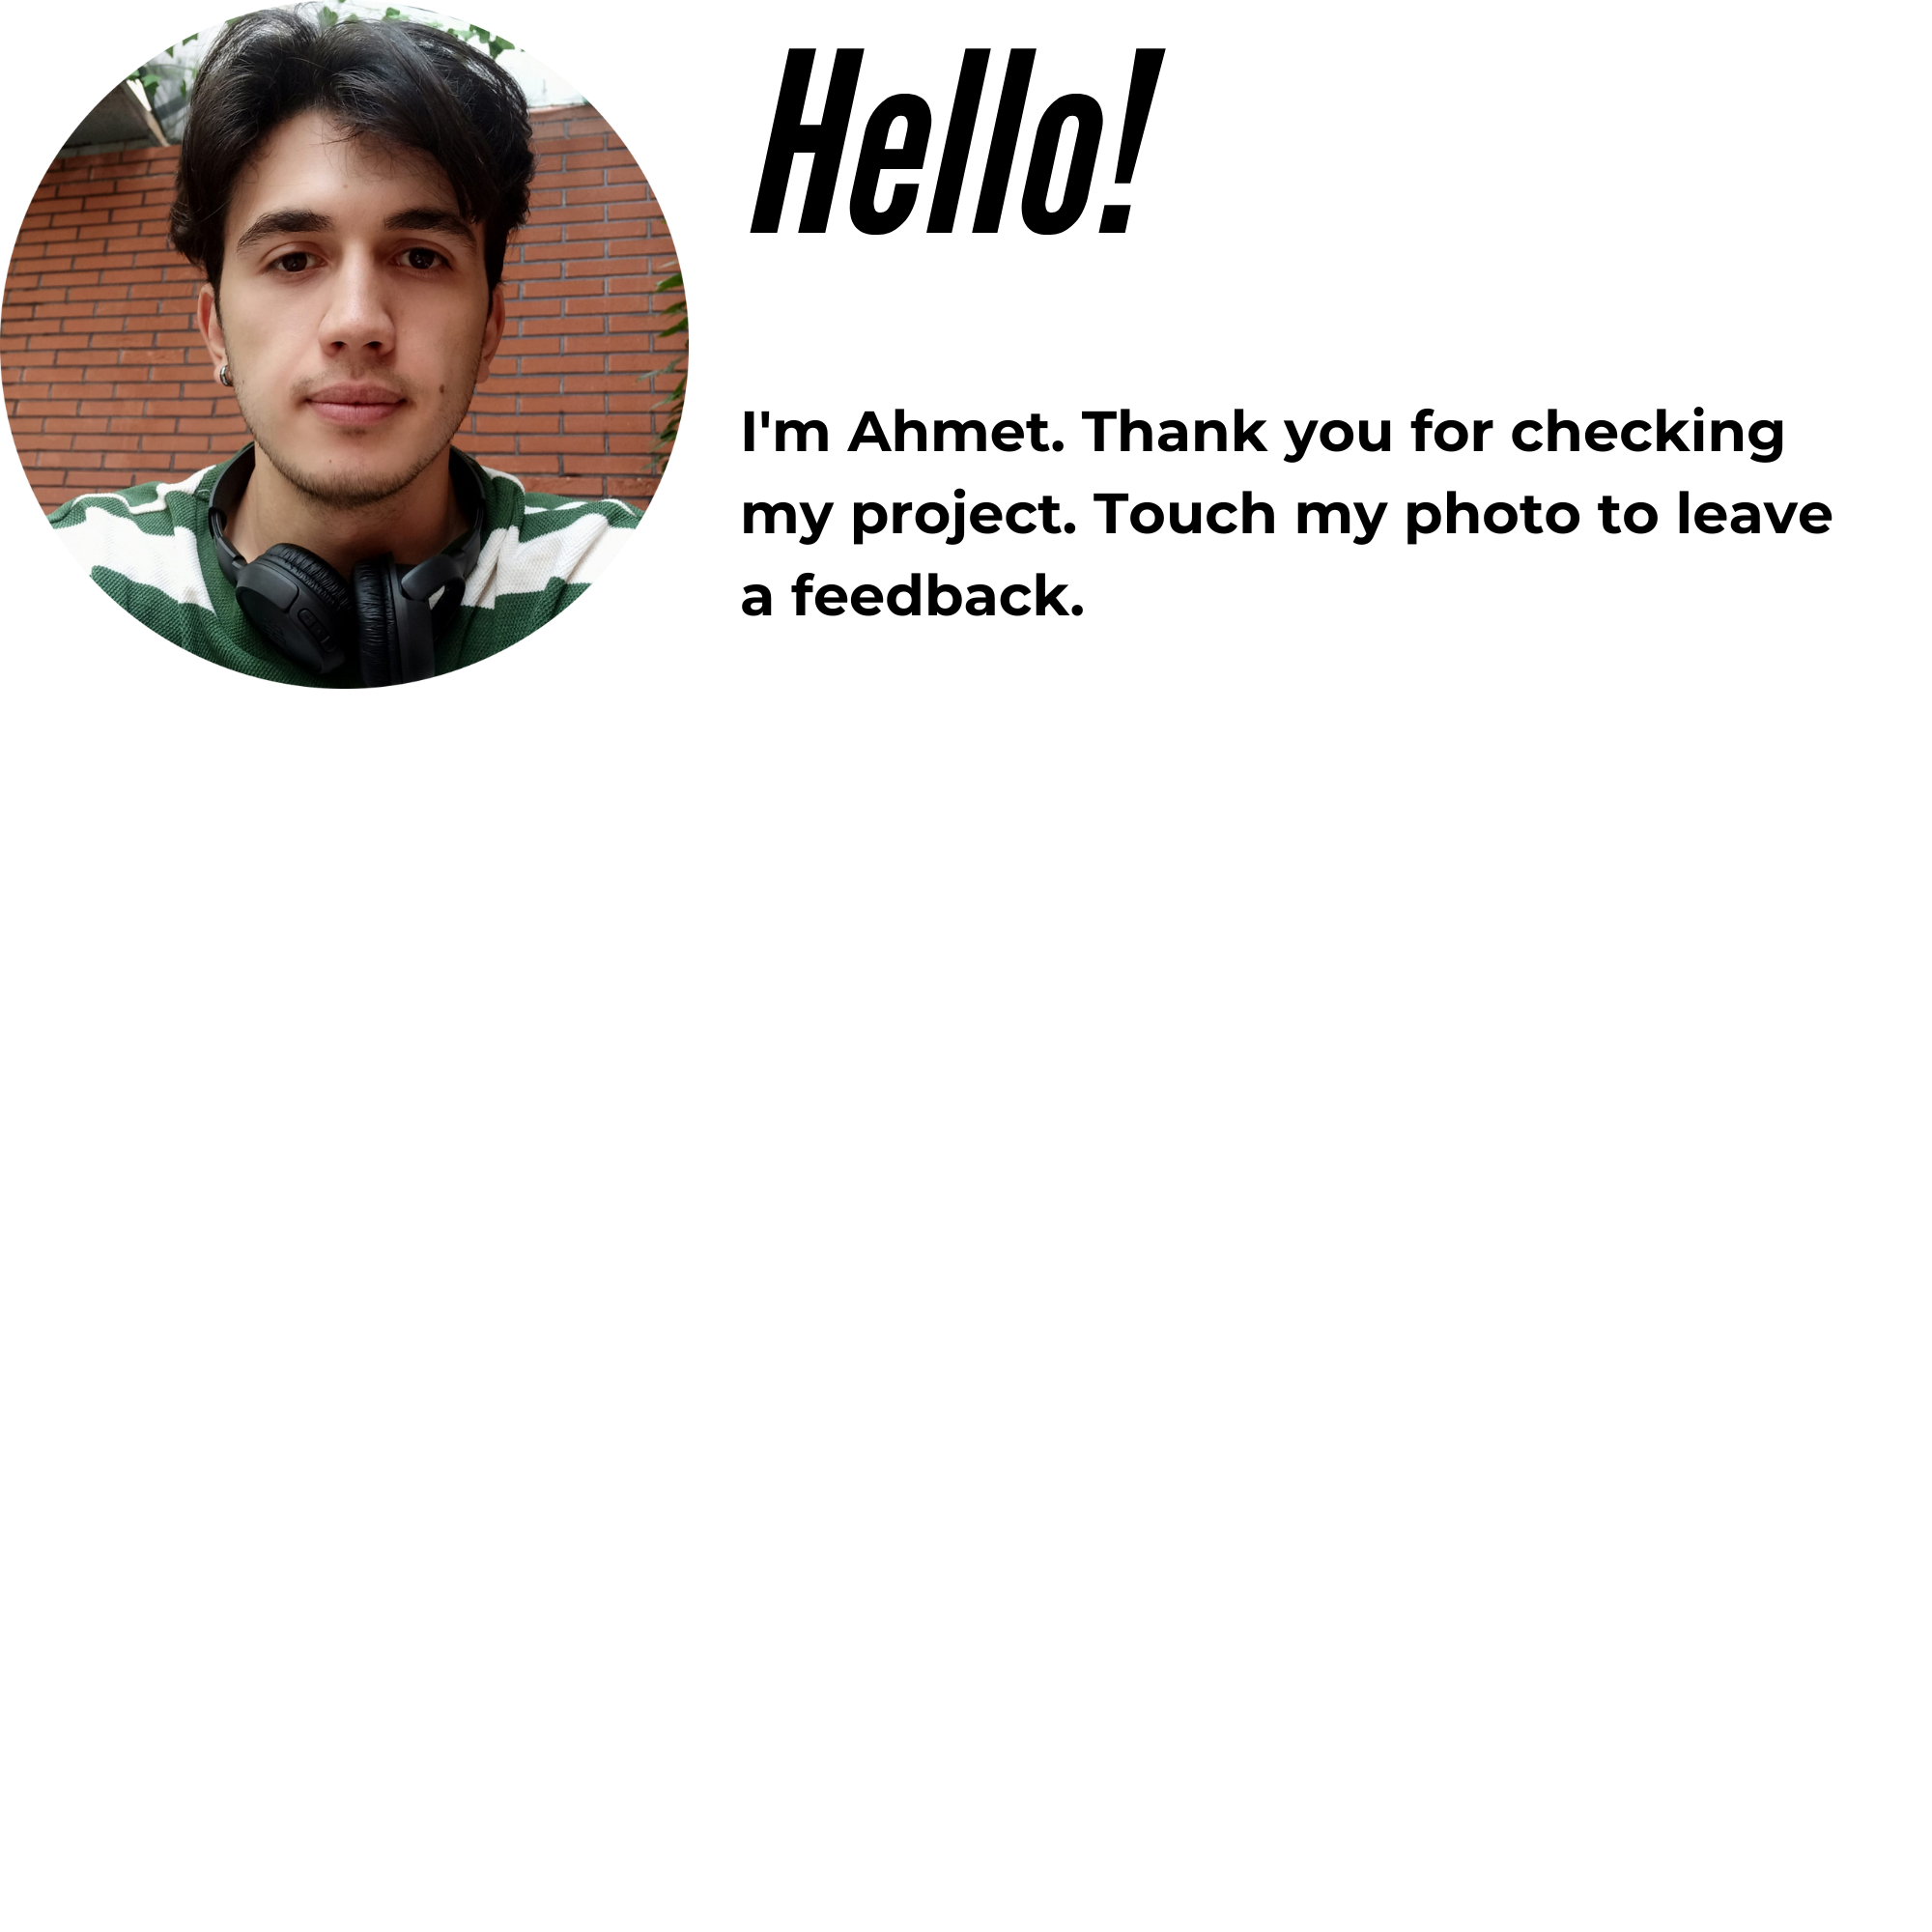 Hello!
I'm Ahmet. Thank you for checking
my project. Touch my photo to leave
a feedback.